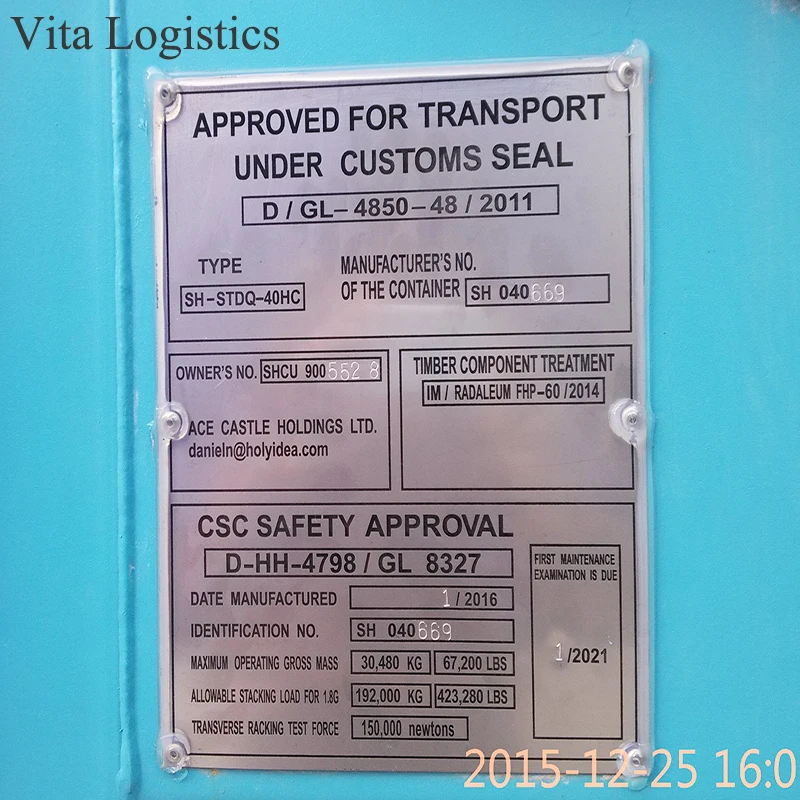 Vita Logistics
APPROVED FOR TRANSPORT
UNDER CUSTOMS SEAL
D / GL-4850-48 / 2011
TYPE
SH-STDQ-40HC
MANUFACTURER'S NO.
OF THE CONTAINER SH 040669
OWNER'S NO. SHCU 900552 8
ACE CASTLE HOLDINGS LTD.
danieln@holyidea.com
TIMBER COMPONENT TREATMENT
IM / RADALEUM FHP-60 /2014
CSC SAFETY APPROVAL
D-HH-4798 / GL 8327
DATE MANUFACTURED 1 / 2016
IDENTIFICATION NO. SH 040669
MAXIMUM OPERATING GROSS MASS 30,480 KG 67,200 LBS
ALLOWABLE STACKING LOAD FOR 1.8G 192,000 KG 423,280 LBS
TRANSVERSE RACKING TEST FORCE 150,000 newtons
FIRST MAINTENANCE
EXAMINATION IS DUE
1/2021
2015-12-25 16:0